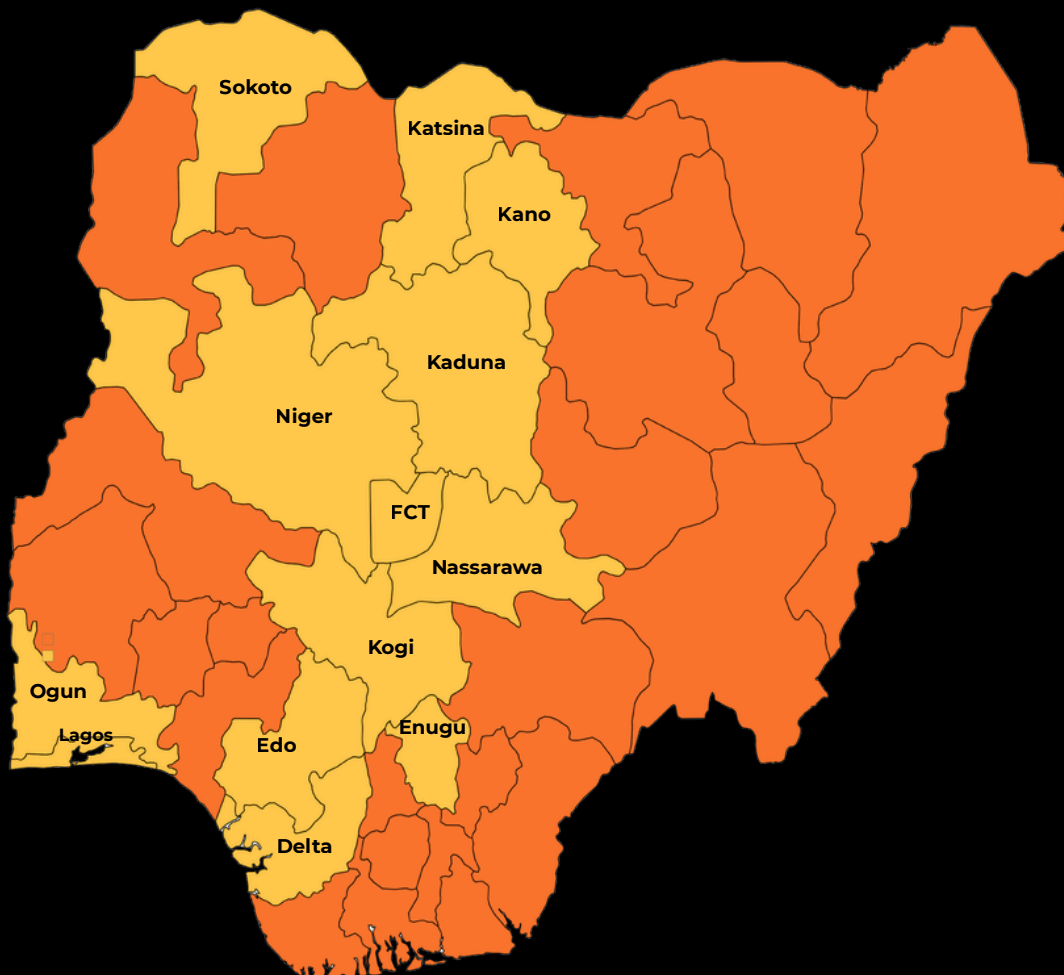 Sokoto
Katsina
Kano
Kaduna
Niger
FCT
Nassarawa
Kogi
Ogun
Lagos
Enugu
Edo
Delta